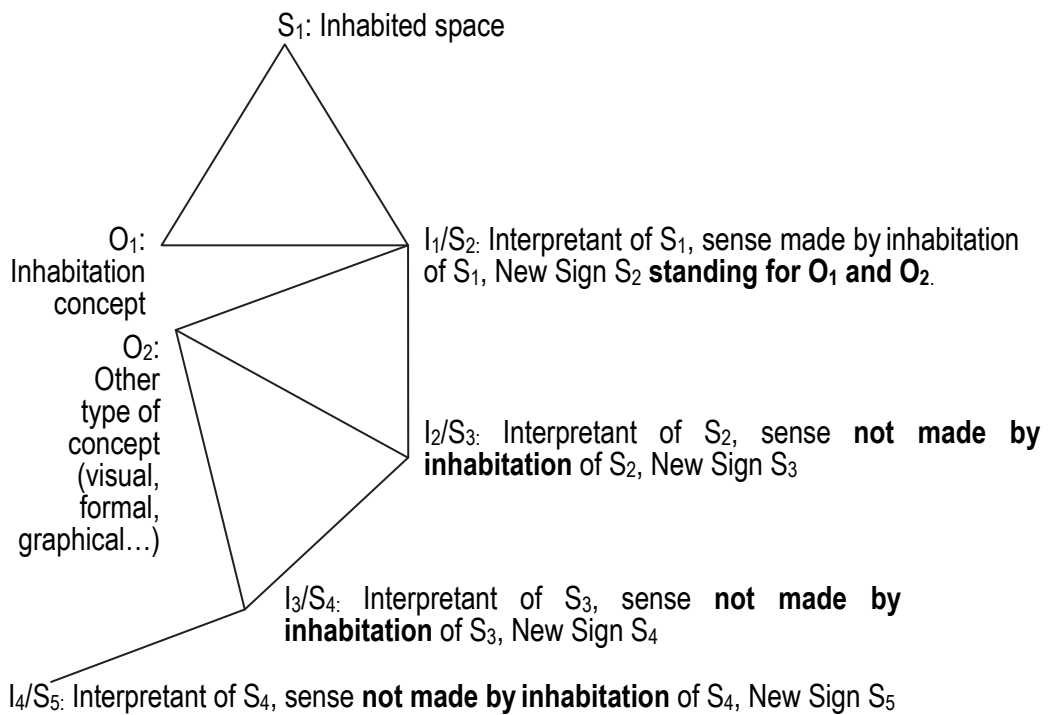 S₁: Inhabited space
O₁:
Inhabitation
concept
I₁/S₂: Interpretant of S₁, sense made by inhabitation
of S₁, New Sign S₂ standing for O₁ and O₂.
O₂:
Other
type of
concept
(visual,
formal,
graphical…)
I₂/S₃: Interpretant of S₂, sense not made by
inhabitation of S₂, New Sign S₃
I₃/S₄: Interpretant of S₃, sense not made by
inhabitation of S₃, New Sign S₄
I₄/S₅: Interpretant of S₄, sense not made by inhabitation of S₄, New Sign S₅